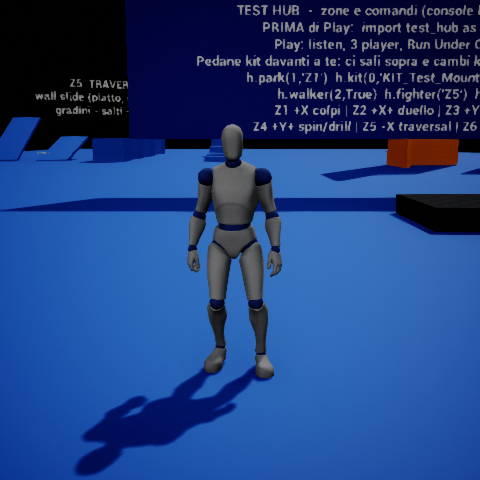 TEST HUB - zone e comandi (console
PRIMA di Play: import test_hub as
Play: listen, 3 player, Run Under
Pedane kit davanti a te: ci sali sopra e cambi
h.park(1,'Z1') h.kit(0,'KIT_Test_Mount
h.walker(2,True) h.fighter('Z5')
Z1 +X colpi | Z2 +X+ duello | Z3 +Y
Z4 +Y+ spin/drill | Z5 -X traversal | Z6
Z5 TRAVER
wall slide (piatto,
gradini - salti -